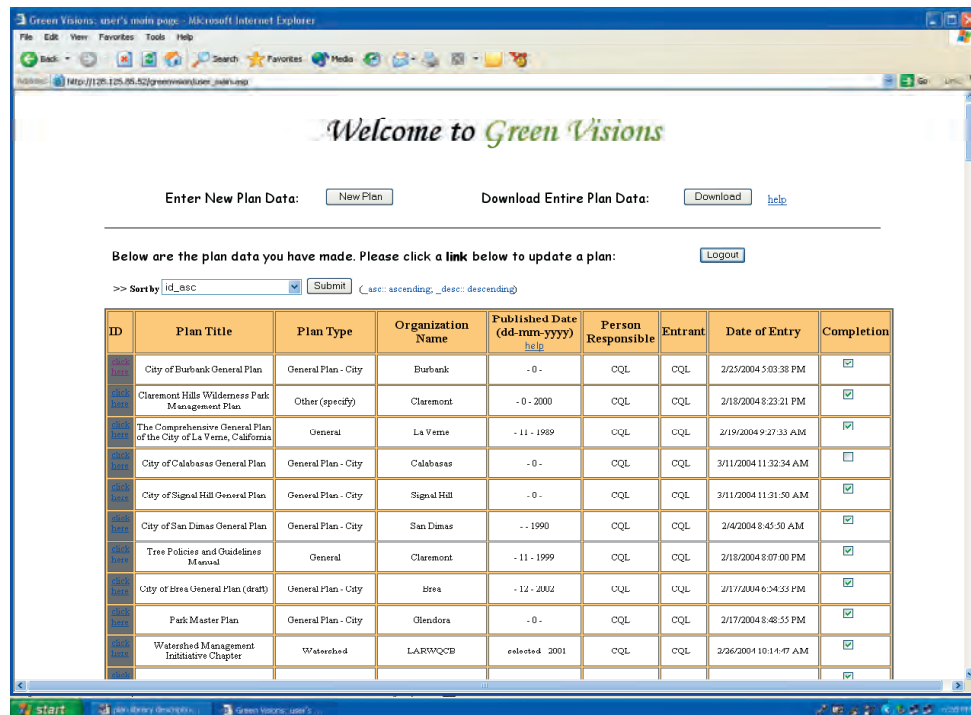 Green Visions: user's main page - Microsoft Internet Explorer
File Edit View Favorites Tools Help
Back Search Favorites Media
http://128.125.85.52/greenvision/user_main.asp Go
Welcome to Green Visions
Enter New Plan Data: New Plan Download Entire Plan Data: Download help
Below are the plan data you have made. Please click a link below to update a plan: Logout
>> Sort by id_asc Submit (_asc:: ascending; _desc:: descending)
ID Plan Title Plan Type Organization Name Published Date (dd-mm-yyyy) help Person Responsible Entrant Date of Entry Completion
click here City of Burbank General Plan General Plan - City Burbank - 0 - CQL CQL 2/25/2004 5:03:38 PM
click here Claremont Hills Wilderness Park Management Plan Other (specify) Claremont - 0 - 2000 CQL CQL 2/18/2004 8:23:21 PM
click here The Comprehensive General Plan of the City of La Verne, California General La Verne - 11 - 1989 CQL CQL 2/19/2004 9:27:33 AM
click here City of Calabasas General Plan General Plan - City Calabasas - 0 - CQL CQL 3/11/2004 11:32:34 AM
click here City of Signal Hill General Plan General Plan - City Signal Hill - 0 - CQL CQL 3/11/2004 11:31:50 AM
click here City of San Dimas General Plan General Plan - City San Dimas - - 1990 CQL CQL 2/4/2004 8:45:50 AM
click here Tree Policies and Guidelines Manual General Claremont - 11 - 1999 CQL CQL 2/18/2004 8:07:00 PM
click here City of Brea General Plan (draft) General Plan - City Brea - 12 - 2002 CQL CQL 2/17/2004 6:54:33 PM
click here Park Master Plan General Plan - City Glendora - 0 - CQL CQL 2/17/2004 8:48:55 PM
click here Watershed Management Inititiative Chapter Watershed LARWQCB selected 2001 CQL CQL 2/26/2004 10:14:47 AM
click
start plan library descriptio... Green Visions: user's ...